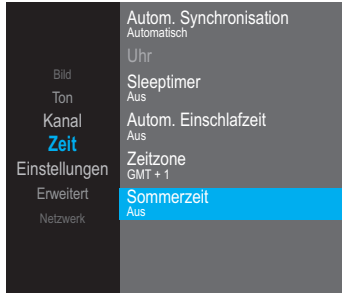 Bild
Ton
Kanal
Zeit
Einstellungen
Erweitert
Netzwerk
Autom. Synchronisation
Automatisch
Uhr
Sleeptimer
Aus
Autom. Einschlafzeit
Aus
Zeitzone
GMT + 1
Sommerzeit
Aus